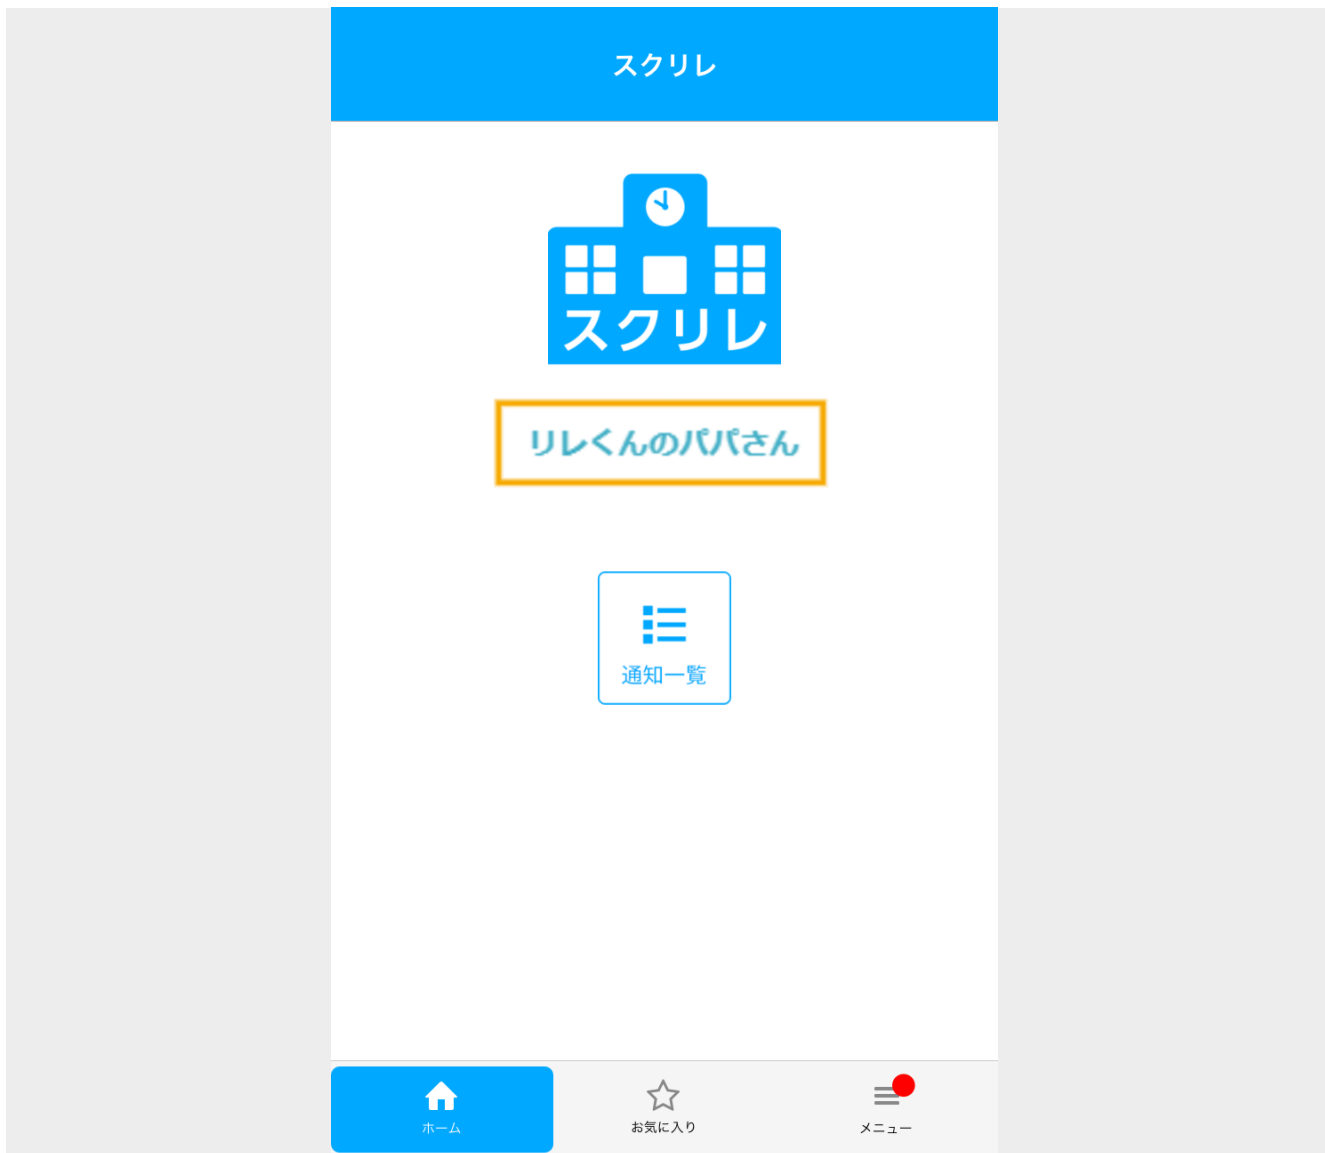 スクリレ
スクリレ
リレくんのパパさん
通知一覧
ホーム
お気に入り
メニュー